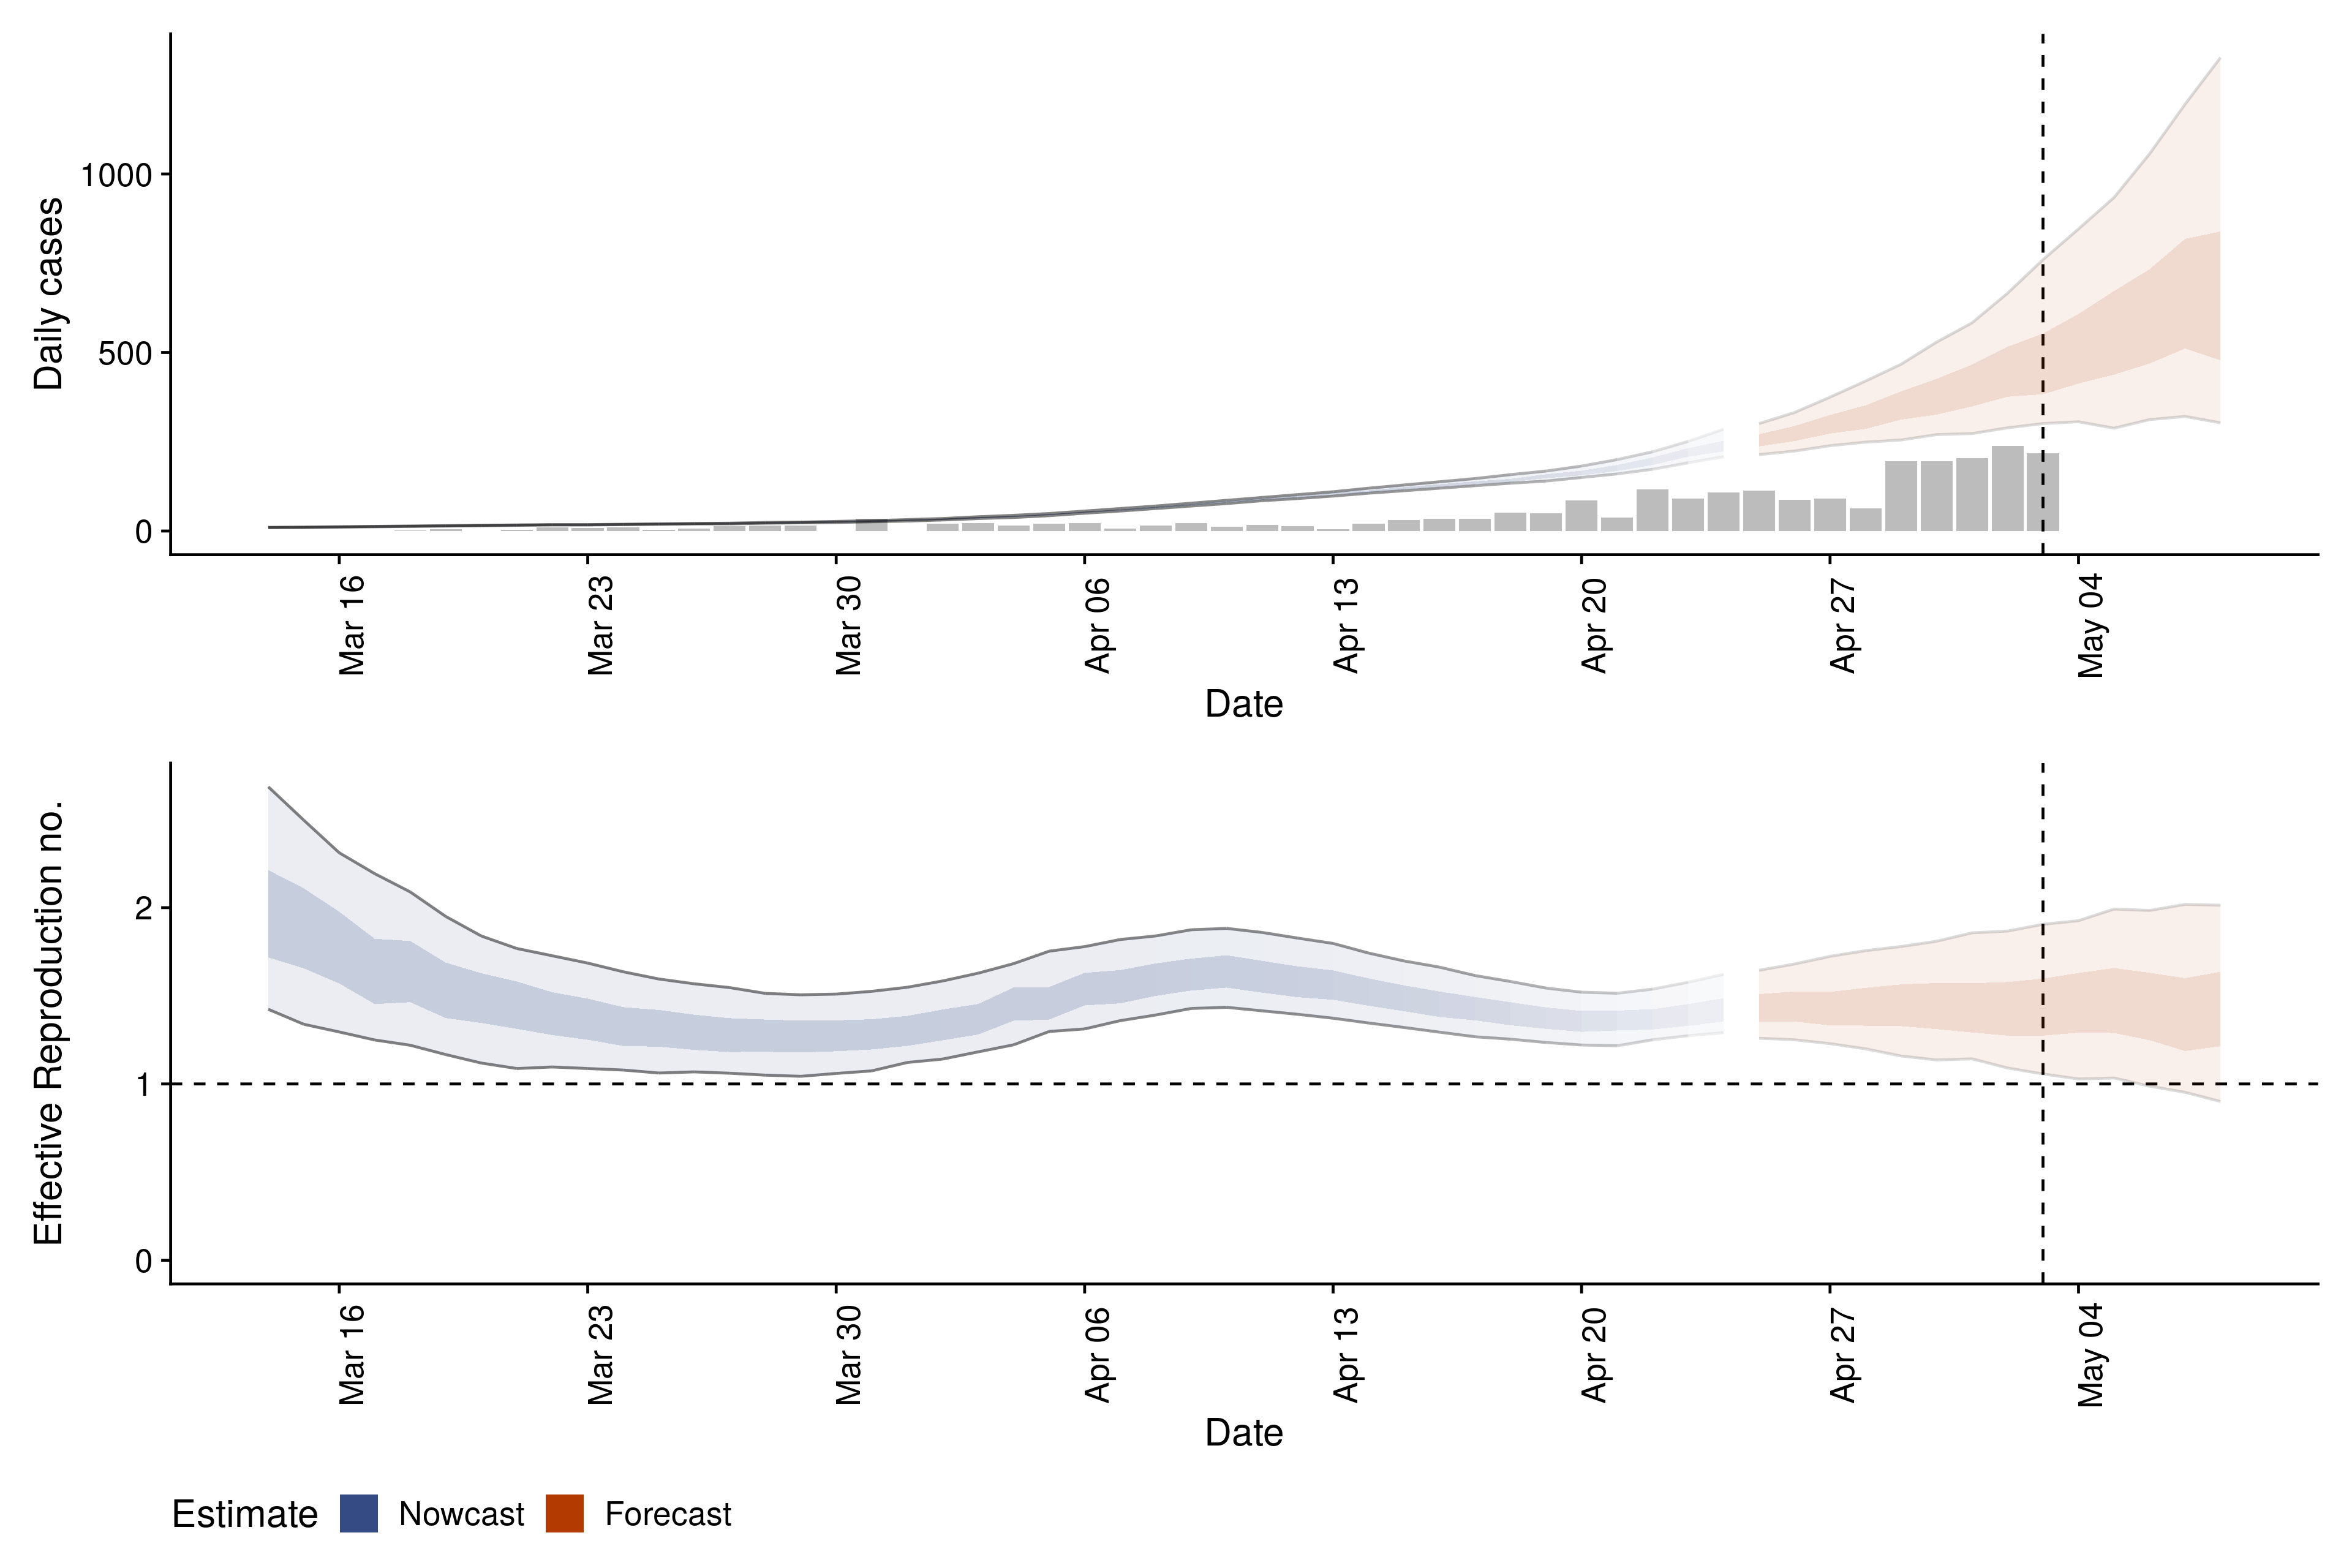 Daily cases
1000
500
0
Mar 16
Mar 23
Mar 30
Apr 06
Apr 13
Apr 20
Apr 27
May 04
Date
Effective Reproduction no.
2
1
0
Mar 16
Mar 23
Mar 30
Apr 06
Apr 13
Apr 20
Apr 27
May 04
Date
Estimate Nowcast Forecast